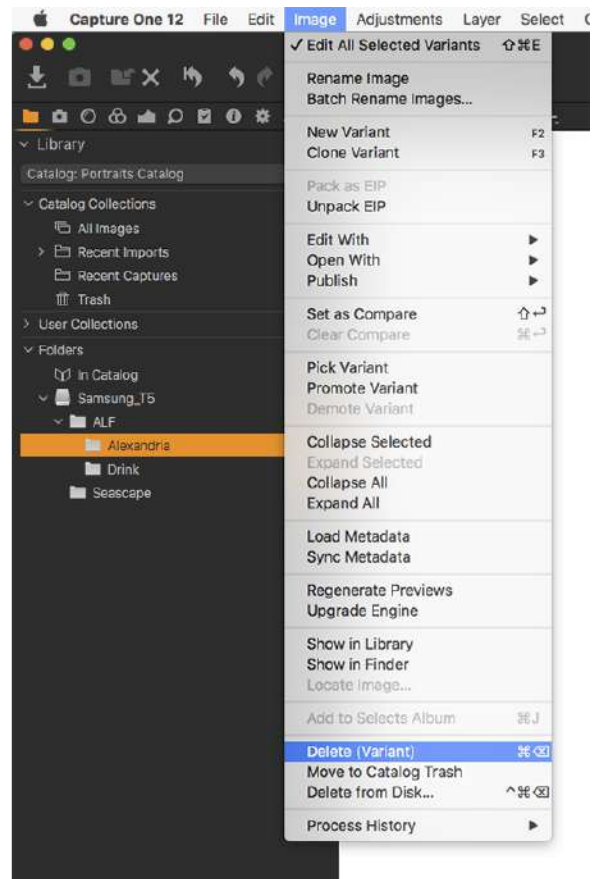 Capture One 12 File Edit Image Adjustments Layer Select
✓ Edit All Selected Variants ⇧⌘E
Rename Image
Batch Rename Images...
New Variant F2
Clone Variant F3
Pack as EIP
Unpack EIP
Edit With ▶
Open With ▶
Publish ▶
Set as Compare ⇧↩
Clear Compare ⌘↩
Pick Variant
Promote Variant
Demote Variant
Collapse Selected
Expand Selected
Collapse All
Expand All
Load Metadata
Sync Metadata
Regenerate Previews
Upgrade Engine
Show in Library
Show in Finder
Locate Image...
Add to Selects Album ⌘J
Delete (Variant) ⌘⌫
Move to Catalog Trash
Delete from Disk... ^⌘⌫
Process History ▶
Library
Catalog: Portraits Catalog
Catalog Collections
All Images
Recent Imports
Recent Captures
Trash
User Collections
Folders
In Catalog
Samsung_T5
ALF
Alexandria
Drink
Seascape